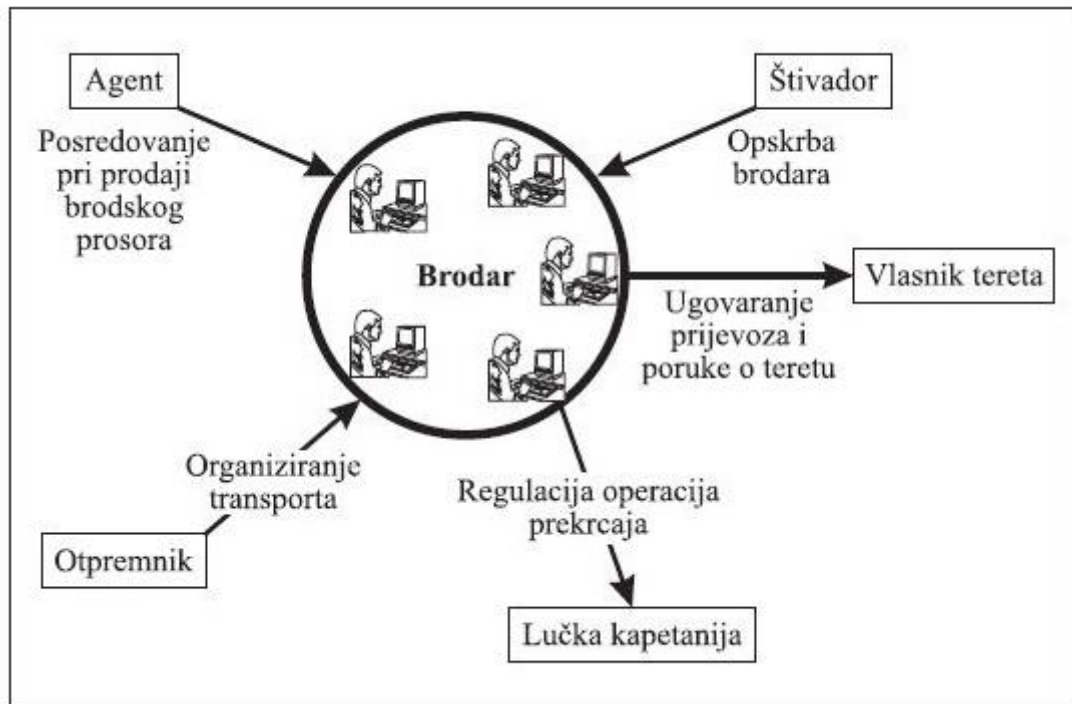 Agent
Posredovanje
pri prodaji
brodskog
prosora
Štivador
Opskrba
brodara
Brodar
Vlasnik tereta
Ugovaranje
prijevoza i
poruke o teretu
Organiziranje
transporta
Otpremnik
Regulacija operacija
prekrcaja
Lučka kapetanija